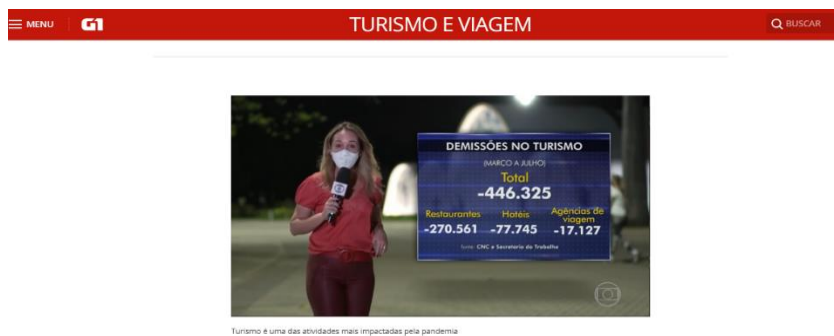 MENU G1 TURISMO E VIAGEM BUSCAR
DEMISSÕES NO TURISMO
(MARÇO A JULHO)
Total
-446.325
Restaurantes Hotéis Agências de viagem
-270.561 -77.745 -17.127
fonte: CNC e Secretaria do Trabalho
Turismo é uma das atividades mais impactadas pela pandemia